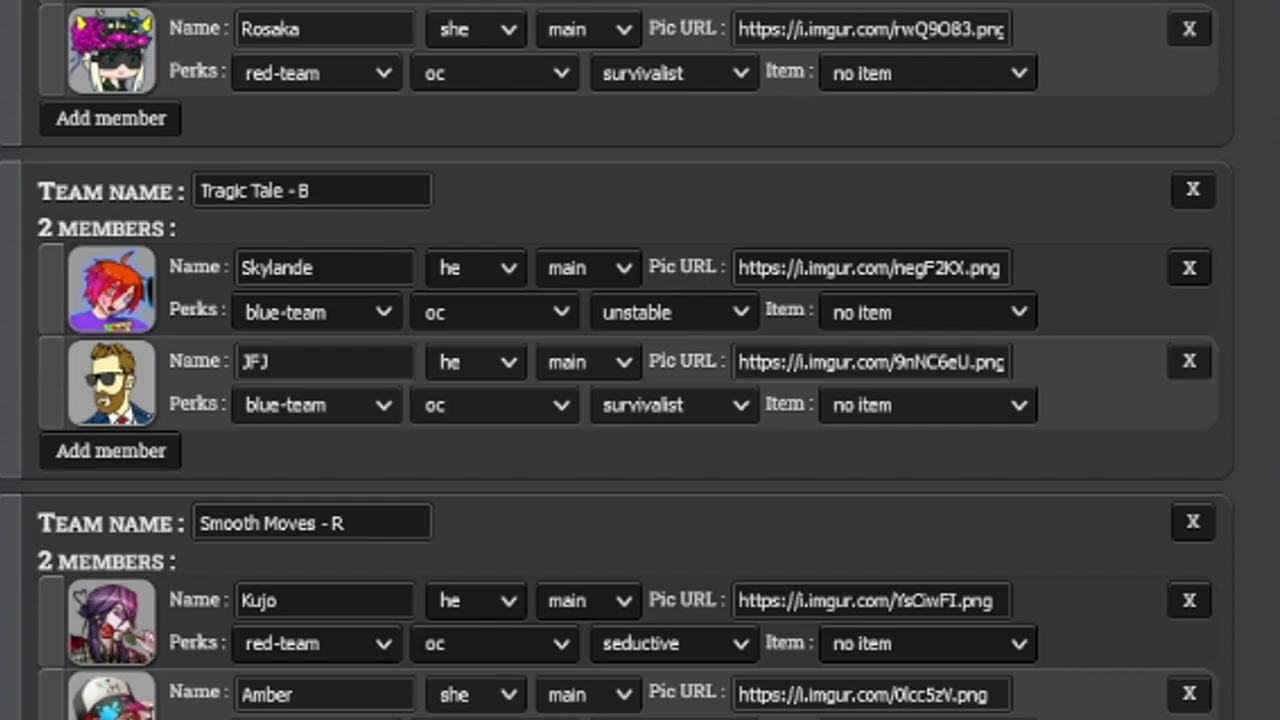 Name : Rosaka she main Pic URL : https://i.imgur.com/rwQ9O83.png X
Perks : red-team oc survivalist Item : no item
Add member
TEAM NAME : Tragic Tale - B X
2 MEMBERS :
Name : Skylande he main Pic URL : https://i.imgur.com/negF2KX.png X
Perks : blue-team oc unstable Item : no item
Name : JFJ he main Pic URL : https://i.imgur.com/9nNC6eU.png X
Perks : blue-team oc survivalist Item : no item
Add member
TEAM NAME : Smooth Moves - R X
2 MEMBERS :
Name : Kujo he main Pic URL : https://i.imgur.com/YsCiwFI.png X
Perks : red-team oc seductive Item : no item
Name : Amber she main Pic URL : https://i.imgur.com/0lcc5zV.png X